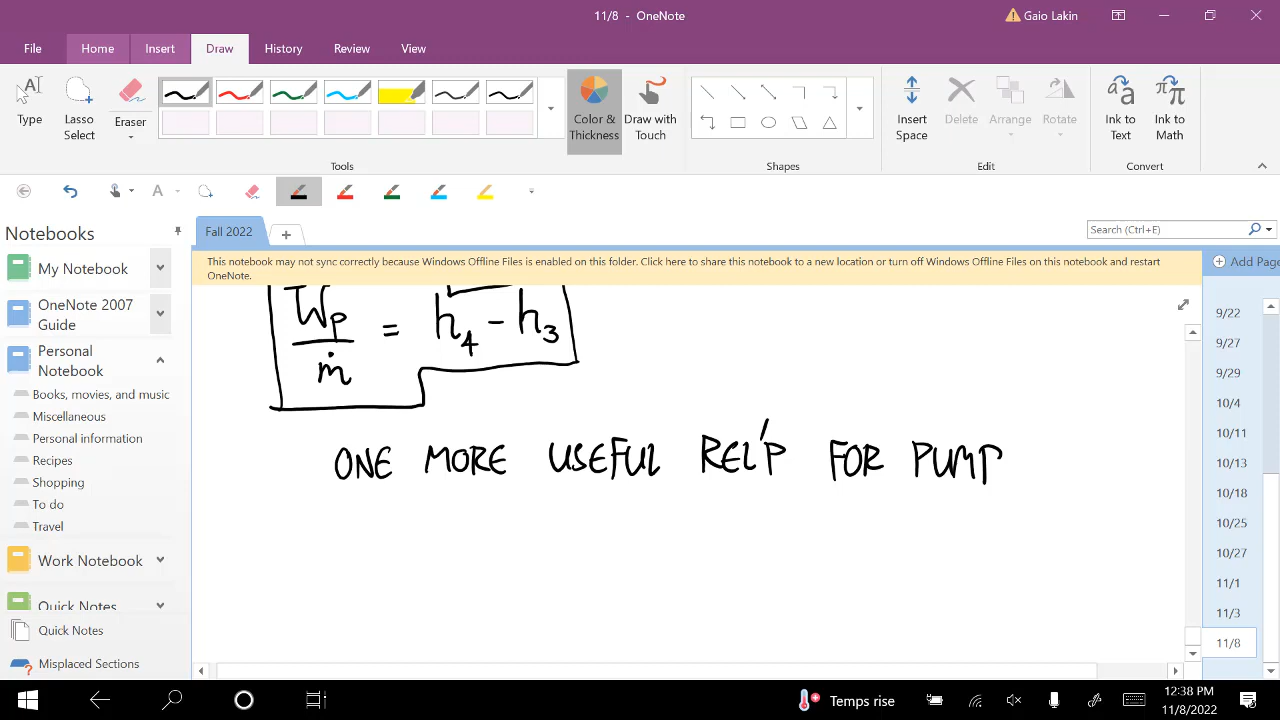 11/8 - OneNote
Gaio Lakin
File Home Insert Draw History Review View
Type
Lasso Select
Eraser
Color & Thickness
Draw with Touch
Insert Space
Delete
Arrange
Rotate
Ink to Text
Ink to Math
Tools
Shapes
Edit
Convert
A
Notebooks
My Notebook
OneNote 2007 Guide
Personal Notebook
Books, movies, and music
Miscellaneous
Personal information
Recipes
Shopping
To do
Travel
Work Notebook
Quick Notes
Quick Notes
Misplaced Sections
Fall 2022
Search (Ctrl+E)
This notebook may not sync correctly because Windows Offline Files is enabled on this folder. Click here to share this notebook to a new location or turn off Windows Offline Files on this notebook and restart
OneNote.
Add Page
Ẇp/ṁ = h4 - h3
ONE MORE USEFUL REL'P FOR PUMP
9/22
9/27
9/29
10/4
10/11
10/13
10/18
10/25
10/27
11/1
11/3
11/8
Temps rise
12:38 PM
11/8/2022